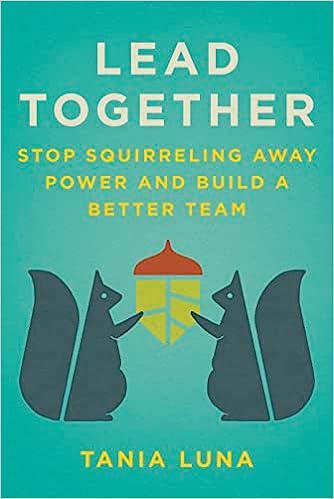 LEAD
TOGETHER
STOP SQUIRRELING AWAY
POWER AND BUILD A
BETTER TEAM
TANIA LUNA